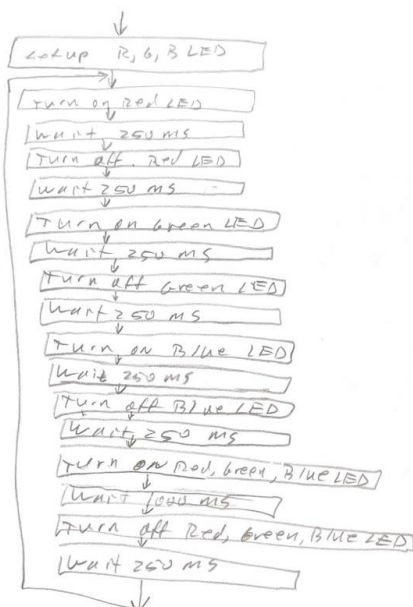 setup R, G, B LED
Turn on Red LED
Wait 250 ms
Turn off Red LED
Wait 250 ms
Turn on Green LED
Wait 250 ms
Turn off Green LED
Wait 250 ms
Turn on Blue LED
Wait 250 ms
Turn off Blue LED
Wait 250 ms
Turn on Red, Green, Blue LED
Wait 1000 ms
Turn off Red, Green, Blue LED
Wait 250 ms